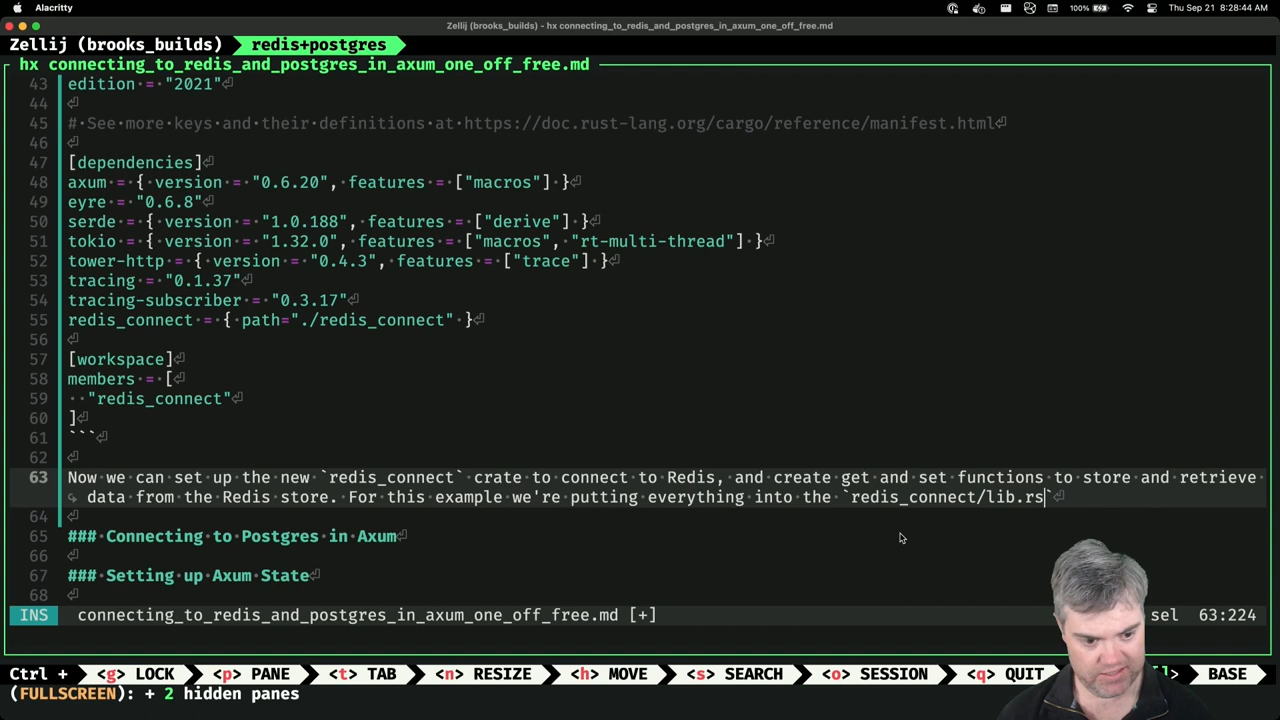 Alacritty
100%
Thu Sep 21 8:28:44 AM
Zellij (brooks_builds) - hx connecting_to_redis_and_postgres_in_axum_one_off_free.md
Zellij (brooks_builds) redis+postgres
hx connecting_to_redis_and_postgres_in_axum_one_off_free.md
43 edition = "2021"
44
45 # See more keys and their definitions at https://doc.rust-lang.org/cargo/reference/manifest.html
46
47 [dependencies]
48 axum = { version = "0.6.20", features = ["macros"] }
49 eyre = "0.6.8"
50 serde = { version = "1.0.188", features = ["derive"] }
51 tokio = { version = "1.32.0", features = ["macros", "rt-multi-thread"] }
52 tower-http = { version = "0.4.3", features = ["trace"] }
53 tracing = "0.1.37"
54 tracing-subscriber = "0.3.17"
55 redis_connect = { path="./redis_connect" }
56
57 [workspace]
58 members = [
59 "redis_connect"
60 ]
61 ```
62
63 Now we can set up the new `redis_connect` crate to connect to Redis, and create get and set functions to store and retrieve
data from the Redis store. For this example we're putting everything into the `redis_connect/lib.rs`
64
65 ### Connecting to Postgres in Axum
66
67 ### Setting up Axum State
68
INS connecting_to_redis_and_postgres_in_axum_one_off_free.md [+] sel 63:224
Ctrl + <g> LOCK <p> PANE <t> TAB <n> RESIZE <h> MOVE <s> SEARCH <o> SESSION <q> QUIT BASE
(FULLSCREEN): + 2 hidden panes